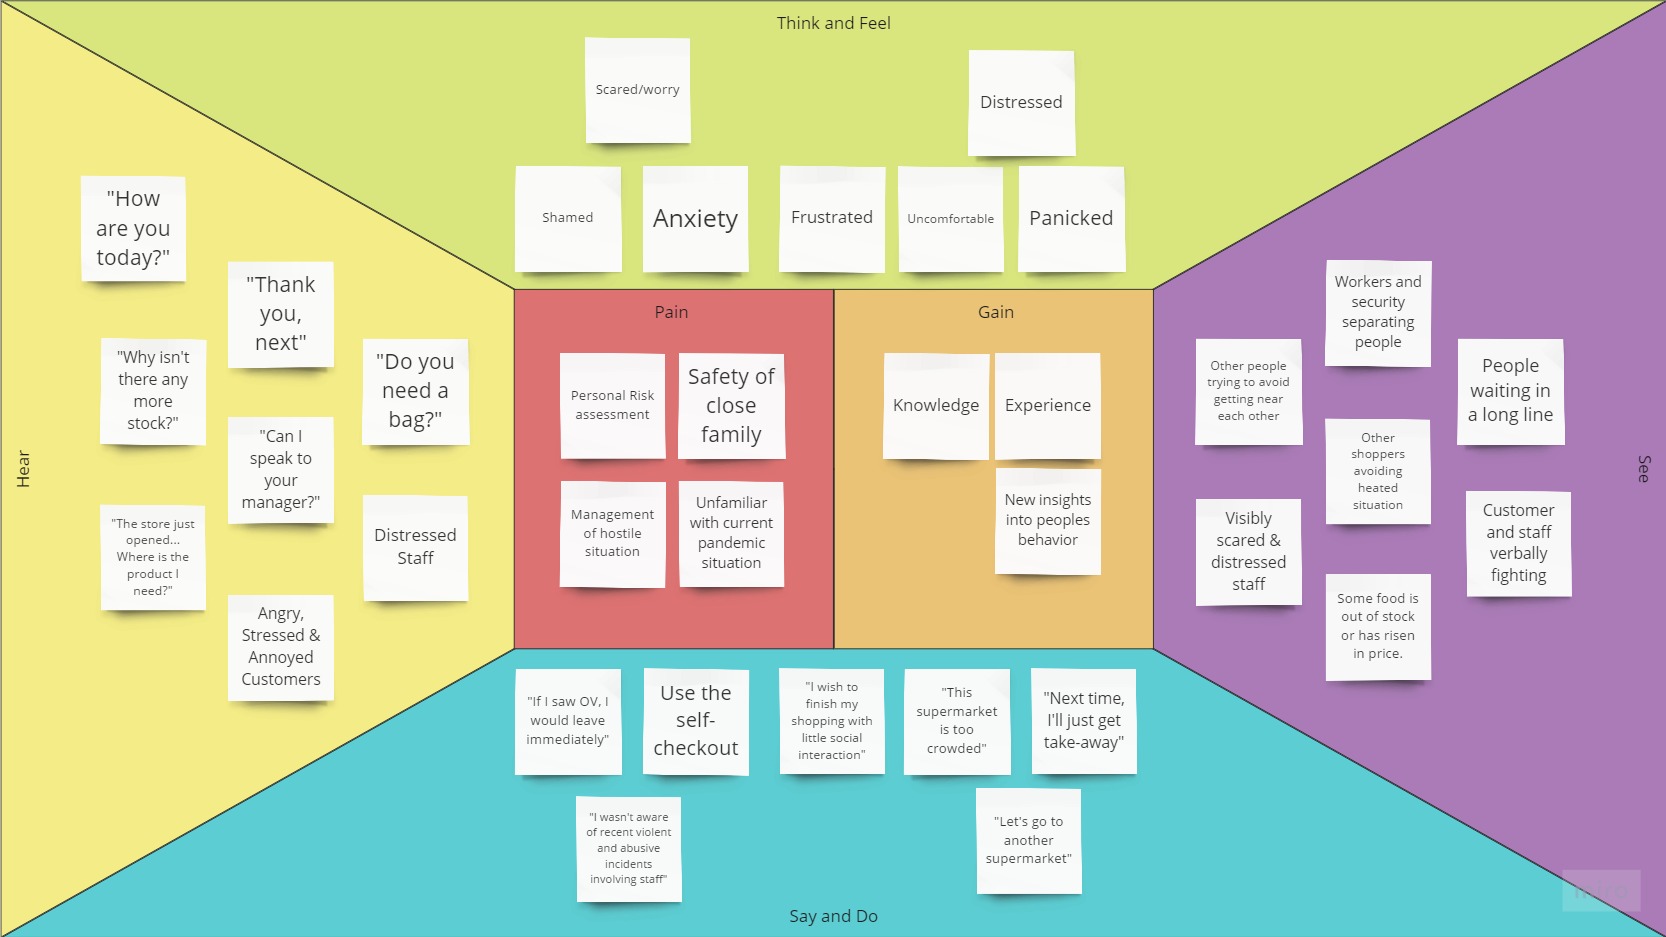 Think and Feel
Scared/worry
Distressed
Shamed
Anxiety
Frustrated
Uncomfortable
Panicked
Hear
"How
are you
today?"
"Thank
you,
next"
"Why isn't
there any
more
stock?"
"Do you
need a
bag?"
"Can I
speak to
your
manager?"
"The store just
opened...
Where is the
product I
need?"
Distressed
Staff
Angry,
Stressed &
Annoyed
Customers
Pain
Personal Risk
assessment
Safety of
close
family
Management
of hostile
situation
Unfamiliar
with current
pandemic
situation
Gain
Knowledge
Experience
New insights
into peoples
behavior
See
Workers and
security
separating
people
Other people
trying to avoid
getting near
each other
People
waiting in
a long line
Other
shoppers
avoiding
heated
situation
Visibly
scared &
distressed
staff
Customer
and staff
verbally
fighting
Some food is
out of stock
or has risen
in price.
"If I saw OV, I
would leave
immediately"
Use the
self-
checkout
"I wish to
finish my
shopping with
little social
interaction"
"This
supermarket
is too
crowded"
"Next time,
I'll just get
take-away"
"I wasn't aware
of recent violent
and abusive
incidents
involving staff"
"Let's go to
another
supermarket"
Say and Do
miro